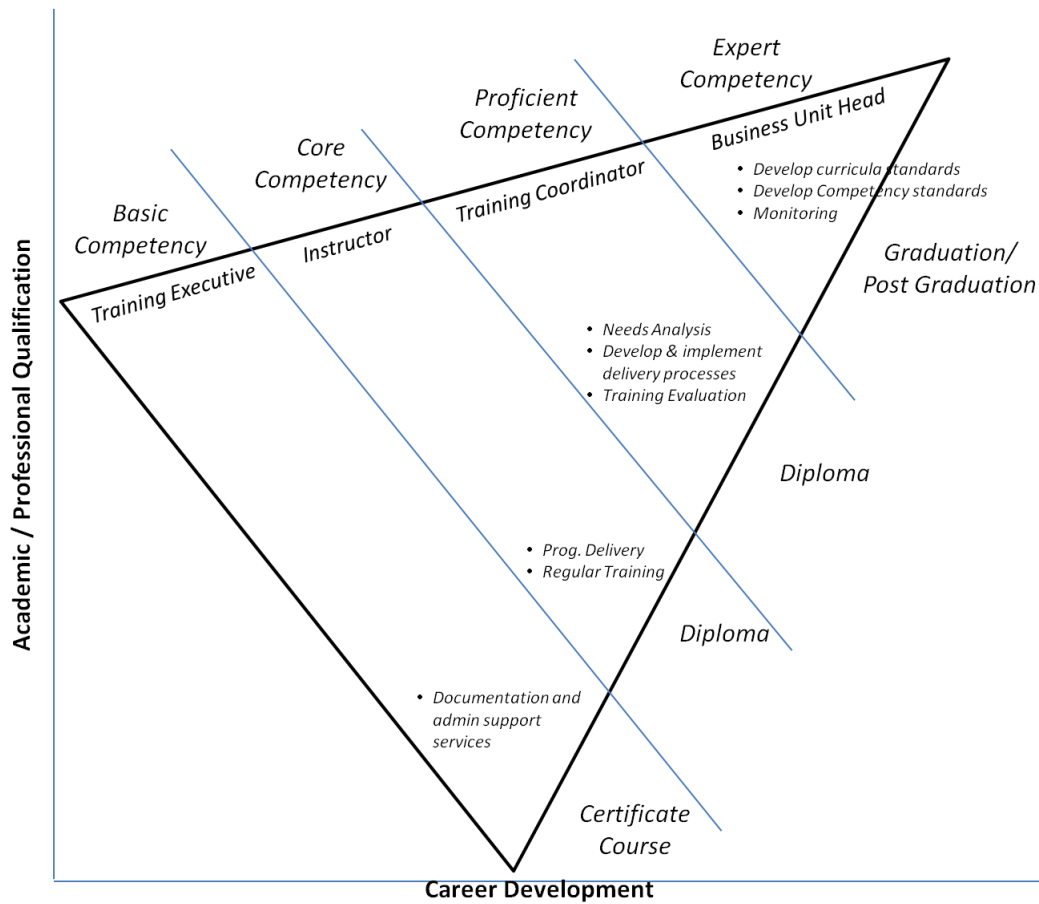 Expert
Competency
Proficient
Competency
Core
Competency
Basic
Competency
Business Unit Head
Training Coordinator
Instructor
Training Executive
• Develop curricula standards
• Develop Competency standards
• Monitoring
Graduation/
Post Graduation
• Needs Analysis
• Develop & implement
delivery processes
• Training Evaluation
Diploma
• Prog. Delivery
• Regular Training
Diploma
• Documentation and
admin support
services
Certificate
Course
Academic / Professional Qualification
Career Development